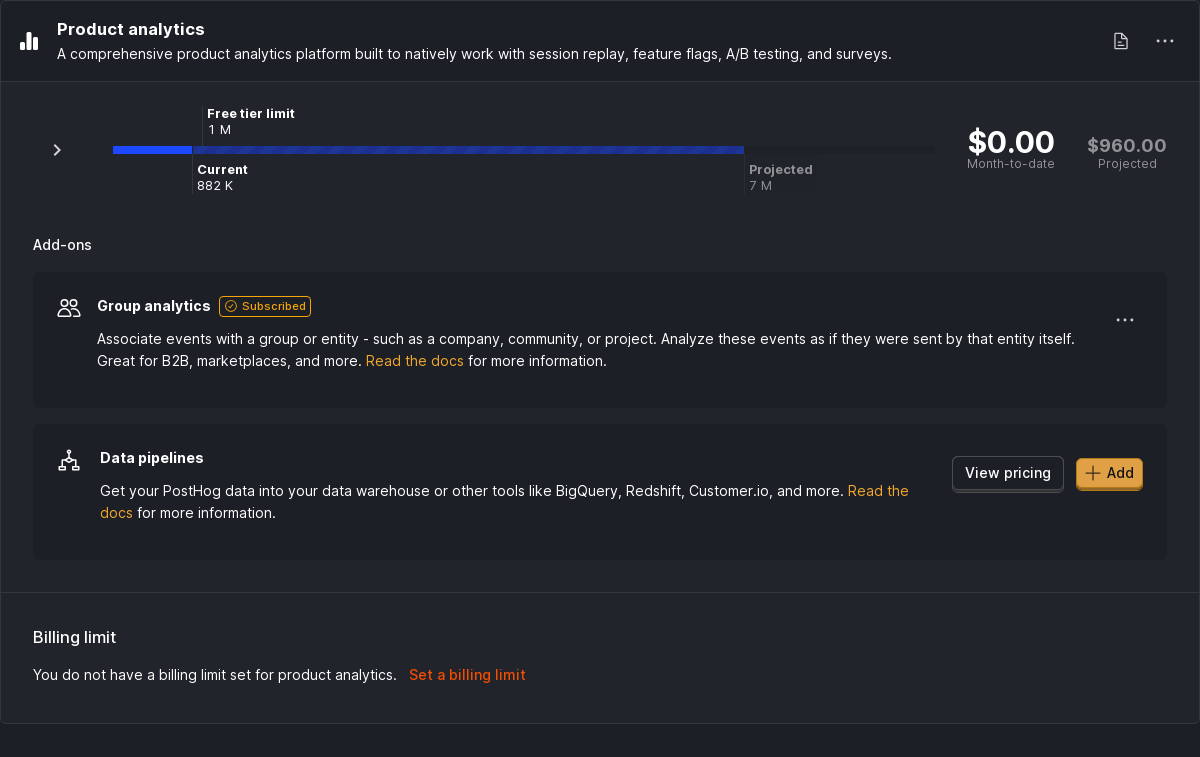 Product analytics
A comprehensive product analytics platform built to natively work with session replay, feature flags, A/B testing, and surveys.
Free tier limit
1 M
Current
882 K
Projected
7 M
$0.00
Month-to-date
$960.00
Projected
Add-ons
Group analytics Subscribed
Associate events with a group or entity - such as a company, community, or project. Analyze these events as if they were sent by that entity itself.
Great for B2B, marketplaces, and more. Read the docs for more information.
Data pipelines
Get your PostHog data into your data warehouse or other tools like BigQuery, Redshift, Customer.io, and more. Read the
docs for more information.
View pricing
Add
Billing limit
You do not have a billing limit set for product analytics. Set a billing limit